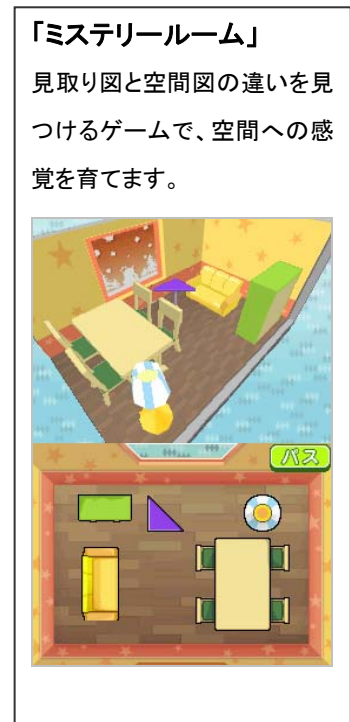 「ミステリールーム」
見取り図と空間図の違いを見
つけるゲームで、空間への感
覚を育てます。
パス